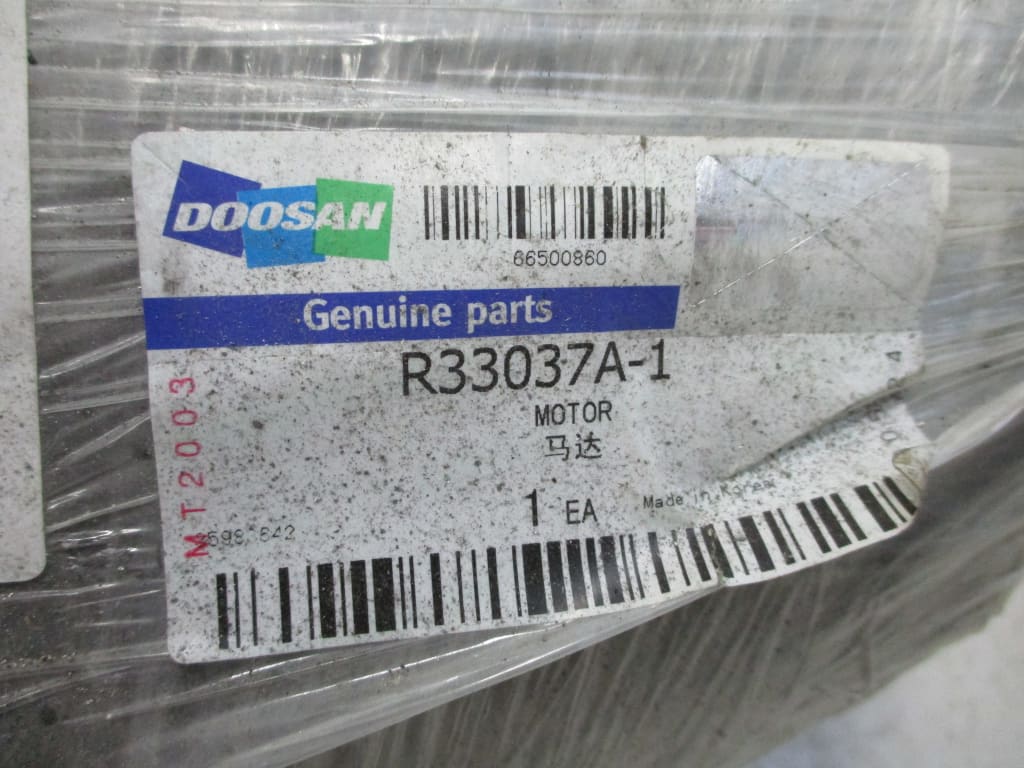 DOOSAN
66500860
Genuine parts
R33037A-1
MOTOR
马达
1 EA
Made in Korea
MT2003